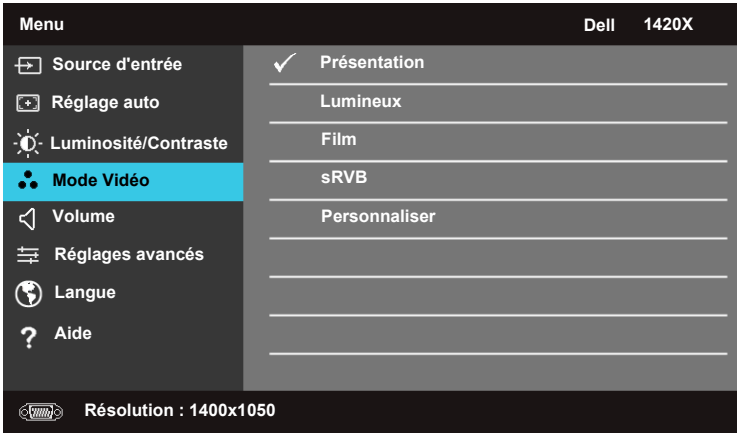 Menu
Dell 1420X
Source d'entrée
Réglage auto
Luminosité/Contraste
Mode Vidéo
Volume
Réglages avancés
Langue
? Aide
Présentation
Lumineux
Film
sRVB
Personnaliser
Résolution : 1400x1050